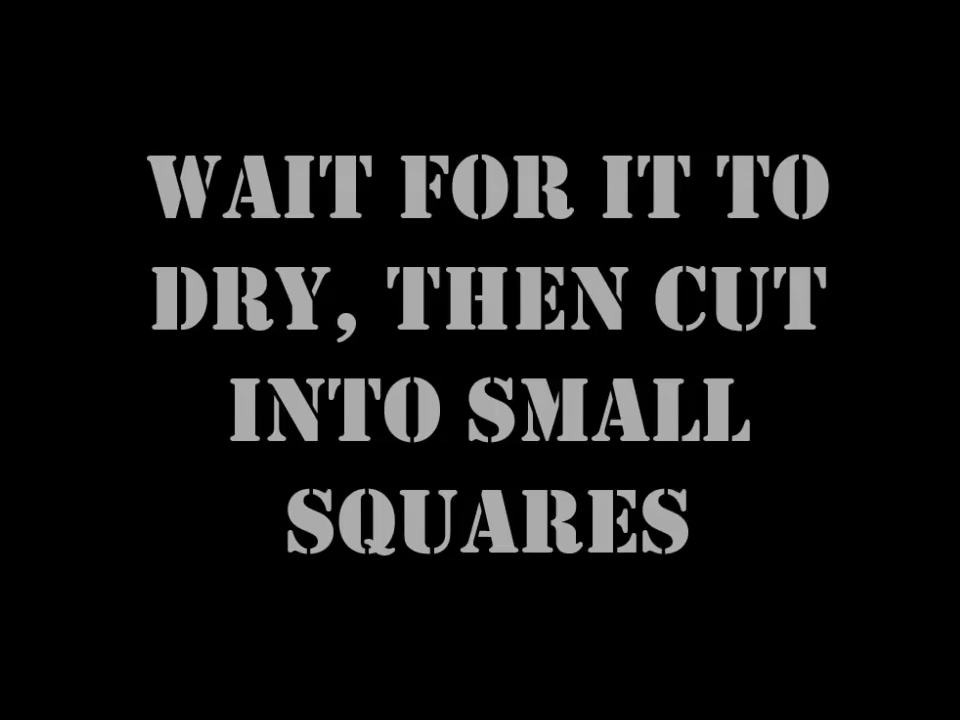 WAIT FOR IT TO
DRY, THEN CUT
INTO SMALL
SQUARES